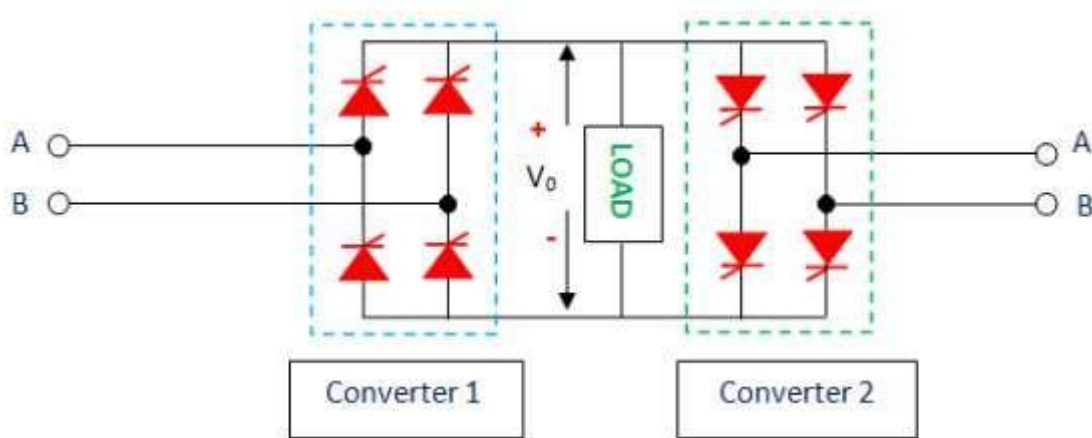 A
B
+
V₀
-
LOAD
A
B
Converter 1
Converter 2